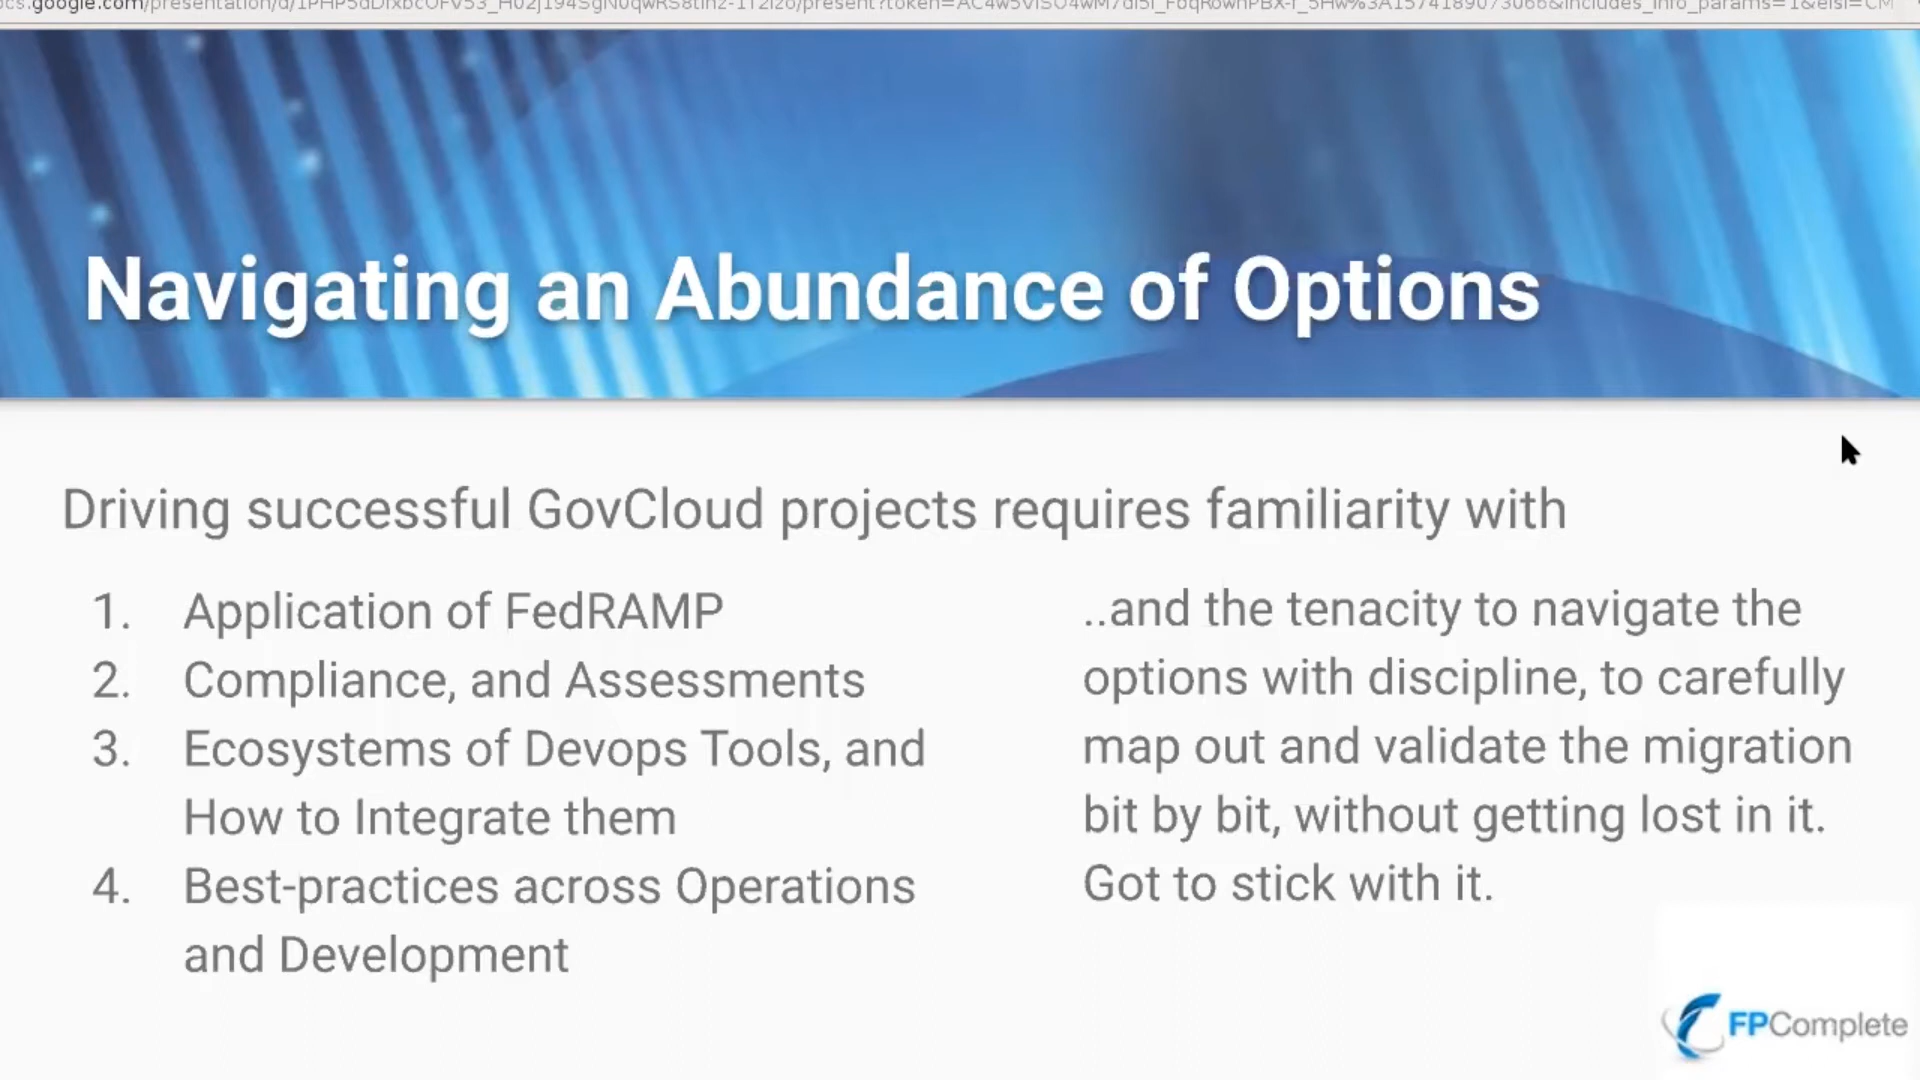 Navigating an Abundance of Options
Driving successful GovCloud projects requires familiarity with
1. Application of FedRAMP
2. Compliance, and Assessments
3. Ecosystems of Devops Tools, and
How to Integrate them
4. Best-practices across Operations
and Development
..and the tenacity to navigate the
options with discipline, to carefully
map out and validate the migration
bit by bit, without getting lost in it.
Got to stick with it.
FPComplete